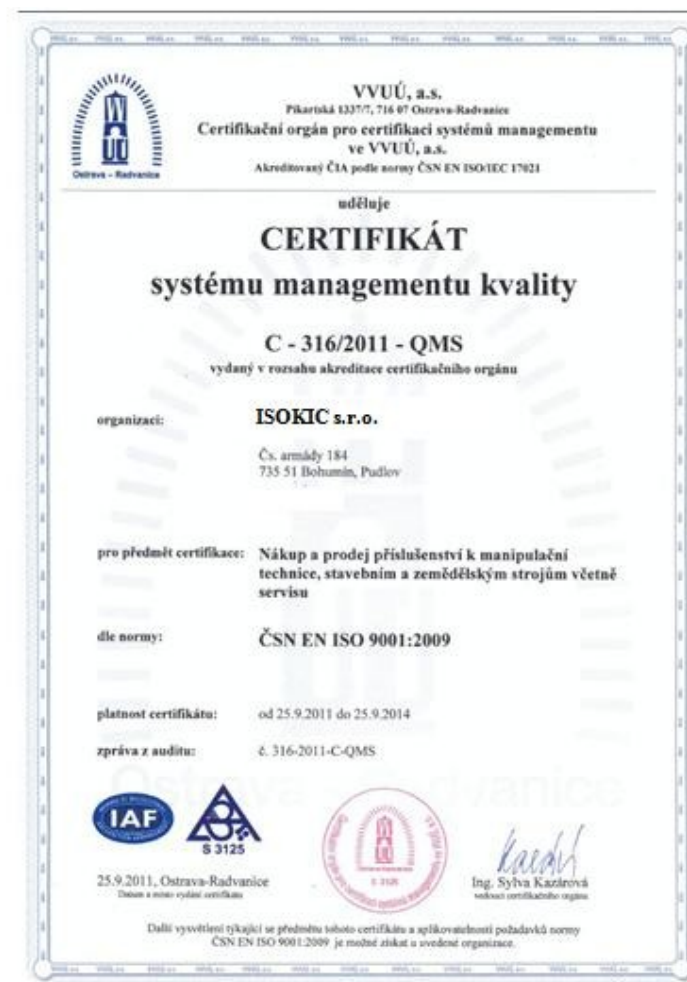 VVUÚ, a.s.
Pikartská 1337/7, 716 07 Ostrava-Radvanice
Certifikační orgán pro certifikaci systémů managementu
ve VVUÚ, a.s.
Akreditovaný ČIA podle normy ČSN EN ISO/IEC 17021
VVUÚ
Ostrava – Radvanice
uděluje
CERTIFIKÁT
systému managementu kvality
C - 316/2011 - QMS
vydaný v rozsahu akreditace certifikačního orgánu
organizaci: ISOKIC s.r.o.
Čs. armády 184
735 51 Bohumín, Pudlov
pro předmět certifikace: Nákup a prodej příslušenství k manipulační
technice, stavebním a zemědělským strojům včetně
servisu
dle normy: ČSN EN ISO 9001:2009
platnost certifikátu: od 25.9.2011 do 25.9.2014
zpráva z auditu: č. 316-2011-C-QMS
Ostrava – Radvanice
IAF
S 3125
S 3125
25.9.2011, Ostrava-Radvanice
Datum a místo vydání certifikátu
Ing. Sylva Kazárová
vedoucí certifikačního orgánu
Další vysvětlení týkající se předmětu tohoto certifikátu a aplikovatelnosti požadavků normy
ČSN EN ISO 9001:2009 je možné získat u uvedené organizace.